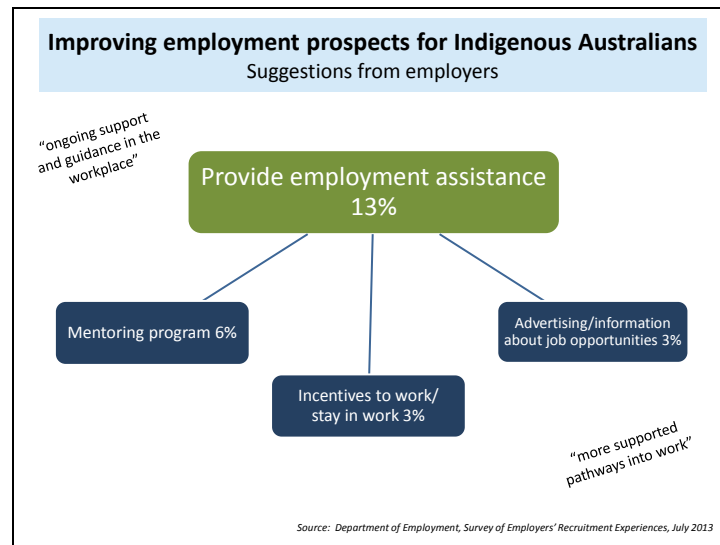 Improving employment prospects for Indigenous Australians
Suggestions from employers
“ongoing support
and guidance in the
workplace”
Provide employment assistance
13%
Mentoring program 6%
Incentives to work/
stay in work 3%
Advertising/information
about job opportunities 3%
“more supported
pathways into work”
Source:  Department of Employment, Survey of Employers’ Recruitment Experiences, July 2013